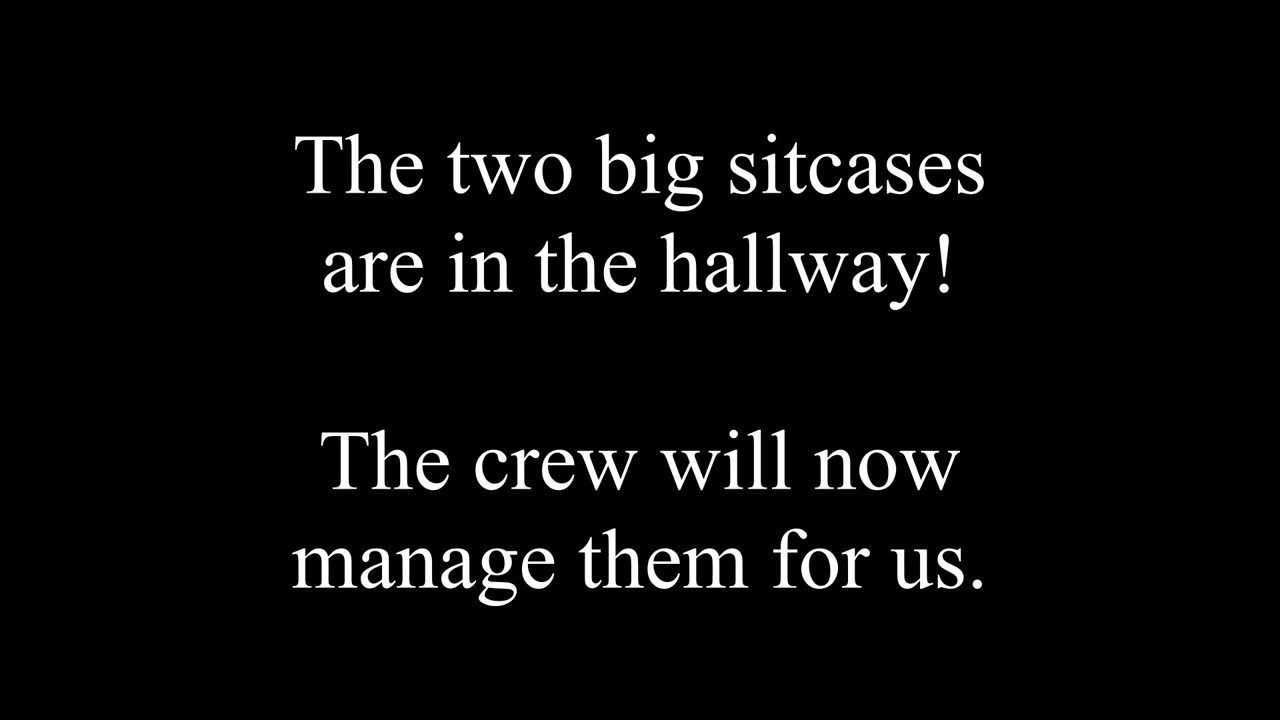 The two big sitcases
are in the hallway!
The crew will now
manage them for us.